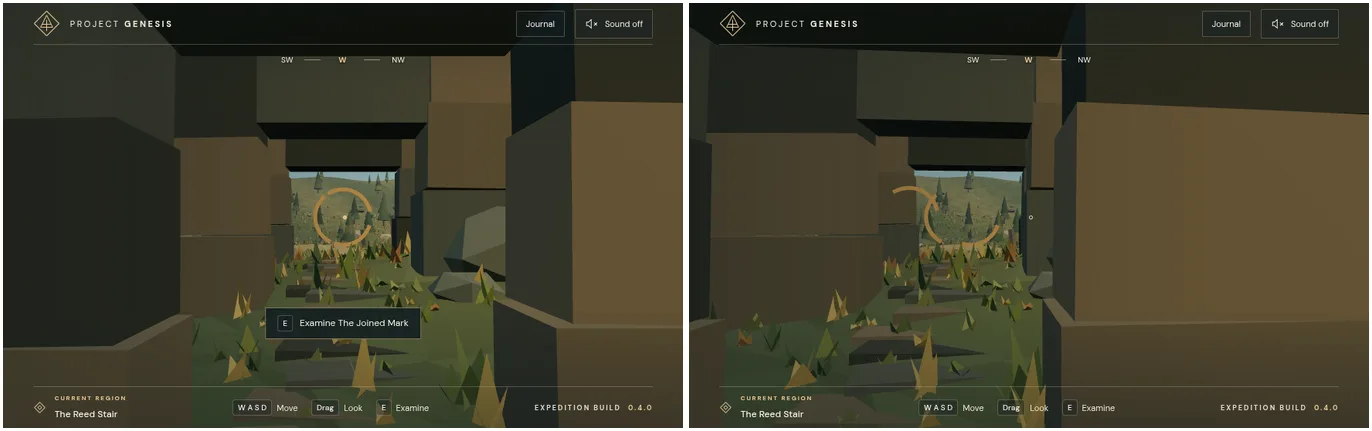 PROJECT GENESIS
Journal
Sound off
SW W NW
E Examine The Joined Mark
CURRENT REGION
The Reed Stair
WASD Move Drag Look E Examine
EXPEDITION BUILD 0.4.0
PROJECT GENESIS
Journal
Sound off
SW W NW
CURRENT REGION
The Reed Stair
WASD Move Drag Look E Examine
EXPEDITION BUILD 0.4.0